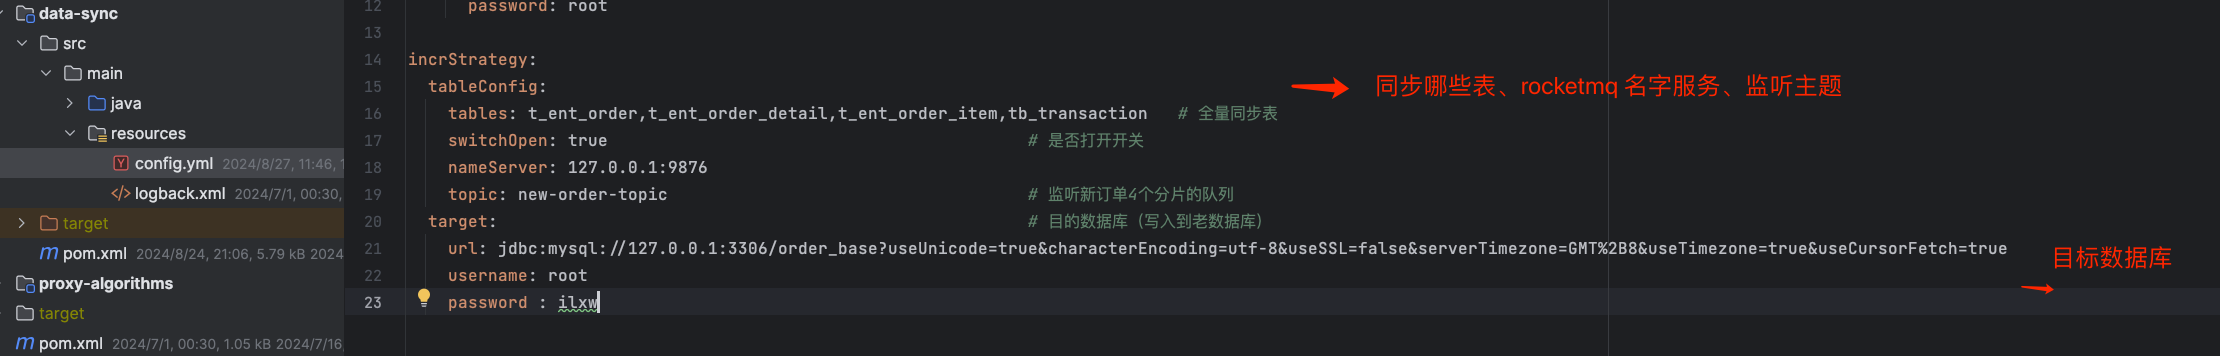 data-sync
src
main
java
resources
config.yml 2024/8/27, 11:46, 1
logback.xml 2024/7/1, 00:30,
target
pom.xml 2024/8/24, 21:06, 5.79 kB 2024
proxy-algorithms
target
pom.xml 2024/7/1, 00:30, 1.05 kB 2024/7/16,
12 password: root
13
14 incrStrategy:
15 tableConfig:
16 tables: t_ent_order,t_ent_order_detail,t_ent_order_item,tb_transaction # 全量同步表
17 switchOpen: true # 是否打开开关
18 nameServer: 127.0.0.1:9876
19 topic: new-order-topic # 监听新订单4个分片的队列
20 target: # 目的数据库（写入到老数据库）
21 url: jdbc:mysql://127.0.0.1:3306/order_base?useUnicode=true&characterEncoding=utf-8&useSSL=false&serverTimezone=GMT%2B8&useTimezone=true&useCursorFetch=true
22 username: root
23 password : ilxw
同步哪些表、rocketmq 名字服务、监听主题
目标数据库